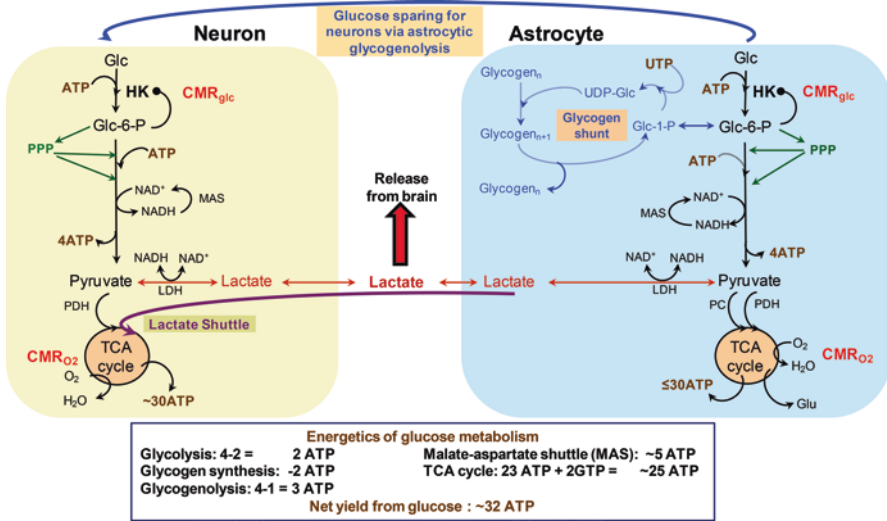 Glucose sparing for
neurons via astrocytic
glycogenolysis
Neuron
Glc
ATP
HK
CMRglc
Glc-6-P
PPP
ATP
NAD+
NADH
MAS
4ATP
NADH
NAD+
Pyruvate
LDH
Lactate
PDH
Lactate Shuttle
TCA
cycle
CMRO2
O2
H2O
~30ATP
Release
from brain
Lactate
Astrocyte
Glycogenn
UDP-Glc
UTP
Glycogenn+1
Glycogen
shunt
Glc-1-P
Glycogenn
Glc
ATP
HK
CMRglc
Glc-6-P
PPP
ATP
NAD+
MAS
NADH
4ATP
NAD+
NADH
Lactate
LDH
Pyruvate
PC
PDH
TCA
cycle
O2
H2O
CMRO2
≤30ATP
Glu
Energetics of glucose metabolism
Glycolysis: 4-2 = 2 ATP
Glycogen synthesis: -2 ATP
Glycogenolysis: 4-1 = 3 ATP
Malate-aspartate shuttle (MAS): ~5 ATP
TCA cycle: 23 ATP + 2GTP = ~25 ATP
Net yield from glucose : ~32 ATP